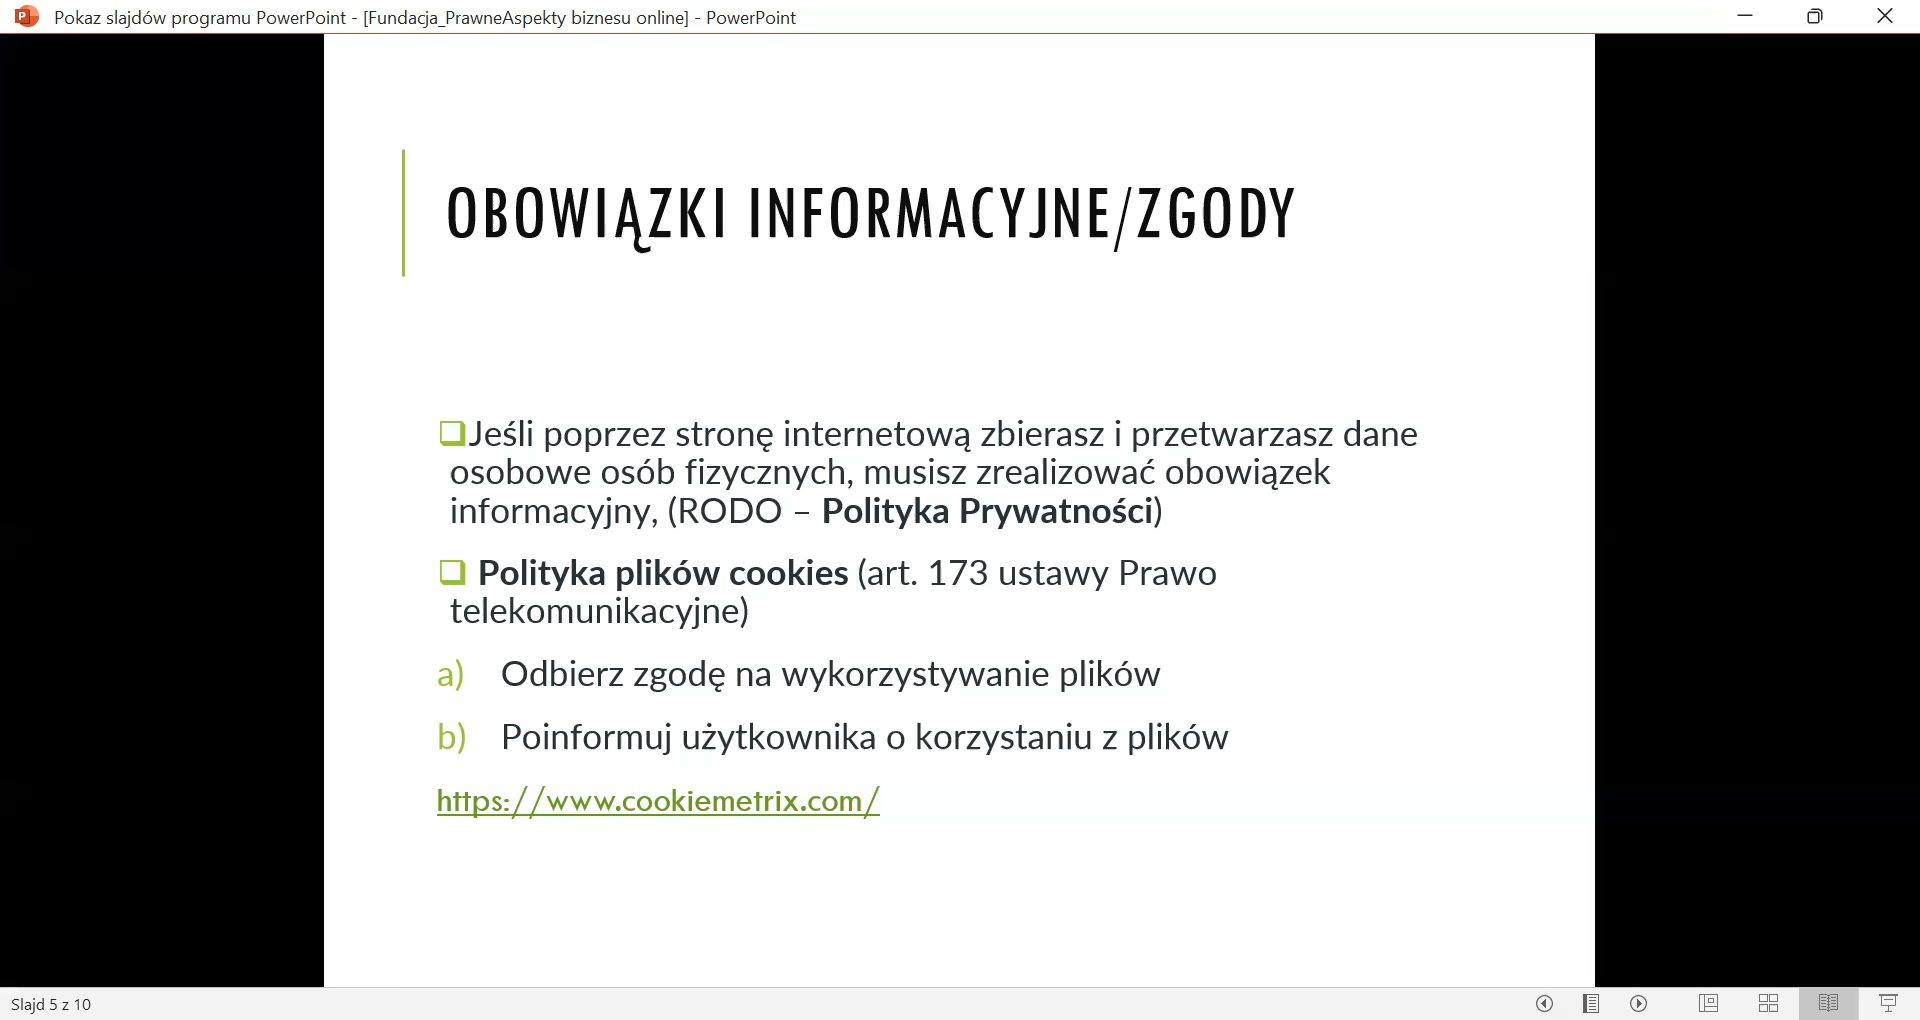 Pokaz slajdów programu PowerPoint - [Fundacja_PrawneAspekty biznesu online] - PowerPoint
OBOWIĄZKI INFORMACYJNE/ZGODY
Jeśli poprzez stronę internetową zbierasz i przetwarzasz dane
osobowe osób fizycznych, musisz zrealizować obowiązek
informacyjny, (RODO – Polityka Prywatności)
Polityka plików cookies (art. 173 ustawy Prawo
telekomunikacyjne)
a) Odbierz zgodę na wykorzystywanie plików
b) Poinformuj użytkownika o korzystaniu z plików
https://www.cookiemetrix.com/
Slajd 5 z 10